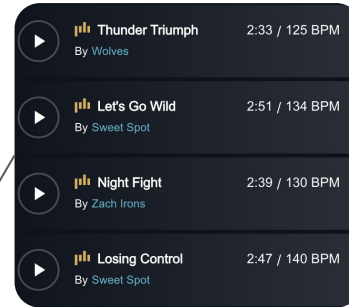 Thunder Triumph 2:33 / 125 BPM
By Wolves
Let's Go Wild 2:51 / 134 BPM
By Sweet Spot
Night Fight 2:39 / 130 BPM
By Zach Irons
Losing Control 2:47 / 140 BPM
By Sweet Spot